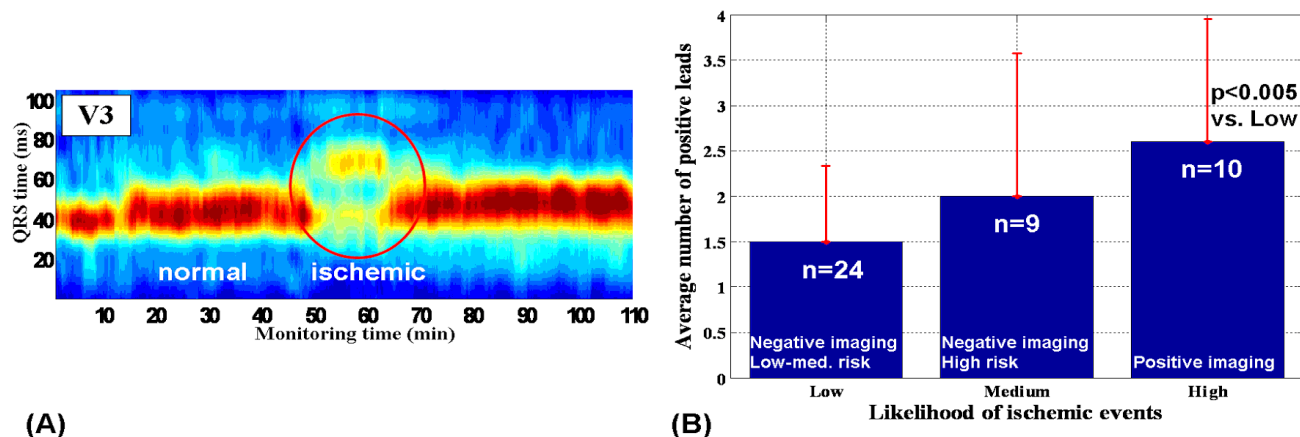 V3
QRS time (ms)
100
80
60
40
20
normal
ischemic
10 20 30 40 50 60 70 80 90 100 110
Monitoring time (min)
(A)
Average number of positive leads
4
3.5
3
2.5
2
1.5
1
0.5
0
n=24
Negative imaging
Low-med. risk
n=9
Negative imaging
High risk
p<0.005
vs. Low
n=10
Positive imaging
Low Medium High
Likelihood of ischemic events
(B)